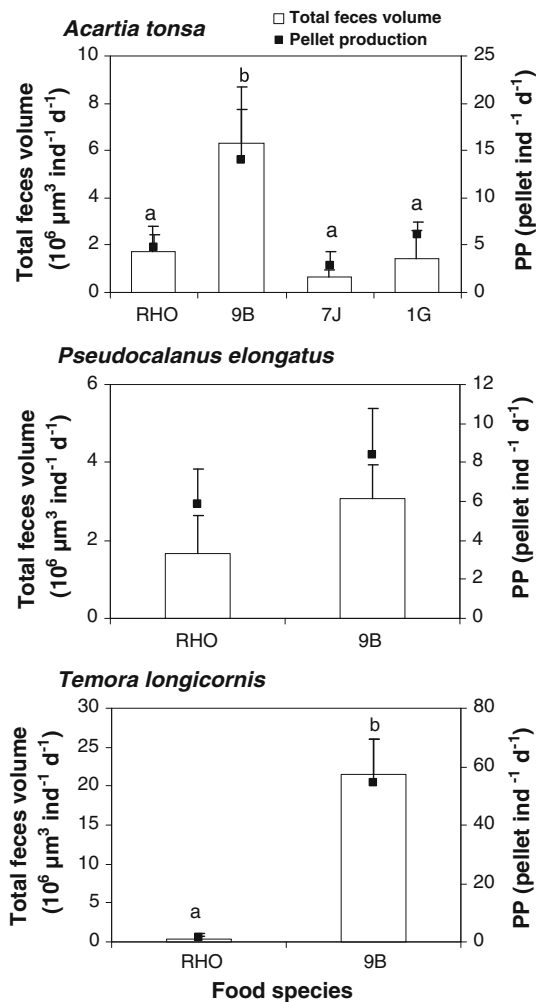 Acartia tonsa
Total feces volume
Pellet production
Total feces volume
(10⁶ µm³ ind⁻¹ d⁻¹)
10
8
6
4
2
0
a
b
a
a
25
20
15
10
5
0
PP (pellet ind ⁻¹ d⁻¹)
RHO 9B 7J 1G
Pseudocalanus elongatus
Total feces volume
(10⁶ µm³ ind⁻¹ d⁻¹)
6
4
2
0
12
10
8
6
4
2
0
PP (pellet ind ⁻¹ d⁻¹)
RHO 9B
Temora longicornis
Total feces volume
(10⁶ µm³ ind⁻¹ d⁻¹)
30
25
20
15
10
5
0
a
b
80
60
40
20
0
PP (pellet ind ⁻¹ d⁻¹)
RHO 9B
Food species